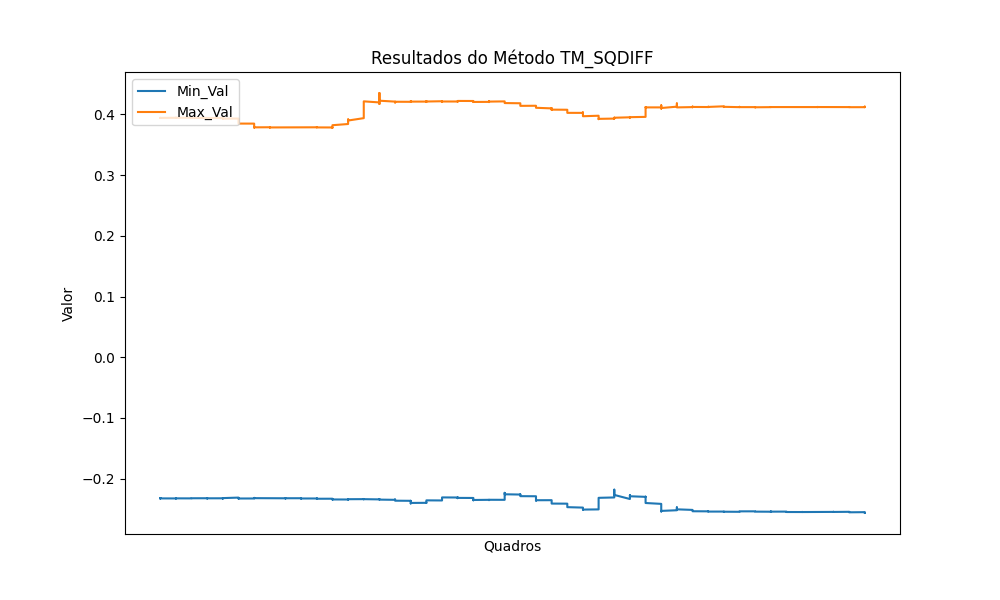 Resultados do Método TM_SQDIFF
Min_Val
Max_Val
0.4
0.3
0.2
0.1
0.0
−0.1
−0.2
Valor
Quadros